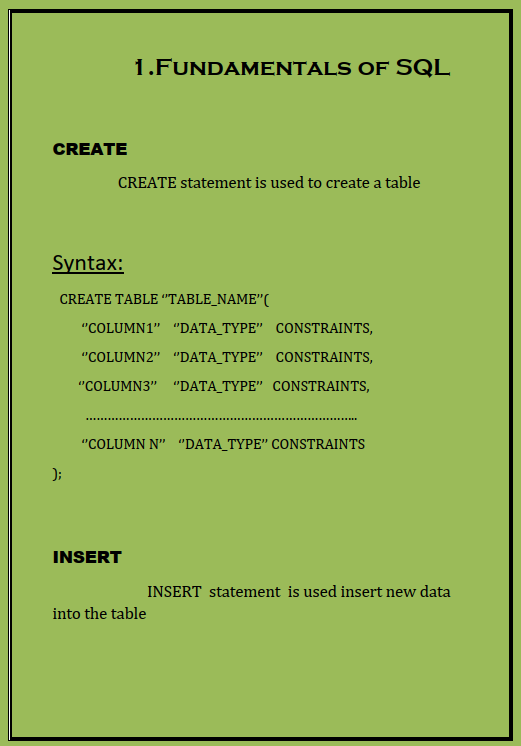 1.Fundamentals of SQL
CREATE
CREATE statement is used to create a table
Syntax:
CREATE TABLE ‘’TABLE_NAME’’(
‘’COLUMN1’’ ‘’DATA_TYPE’’ CONSTRAINTS,
‘’COLUMN2’’ ‘’DATA_TYPE’’ CONSTRAINTS,
‘’COLUMN3’’ ‘’DATA_TYPE’’ CONSTRAINTS,
………………………………………………………………..
‘’COLUMN N’’ ‘’DATA_TYPE’’ CONSTRAINTS
);
INSERT
INSERT statement is used insert new data
into the table